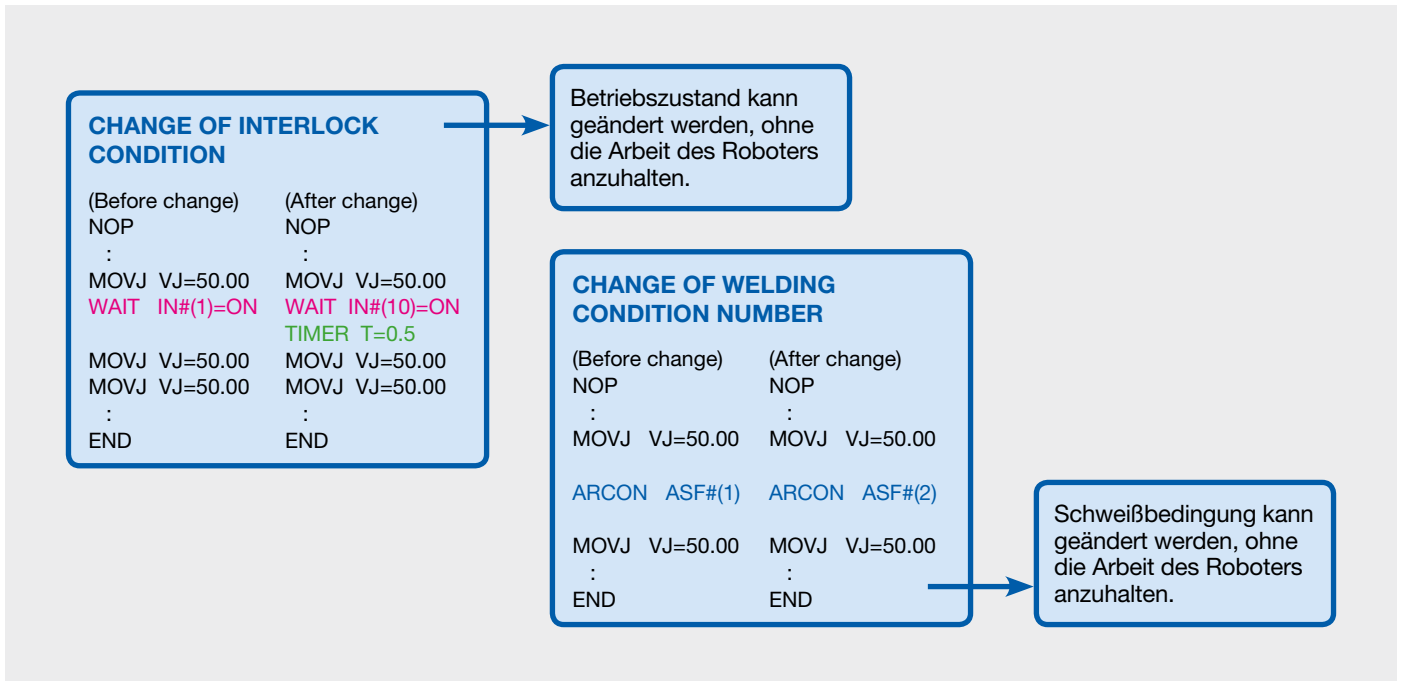 CHANGE OF INTERLOCK
CONDITION
(Before change) (After change)
NOP NOP
: :
MOVJ VJ=50.00 MOVJ VJ=50.00
WAIT IN#(1)=ON WAIT IN#(10)=ON
TIMER T=0.5
MOVJ VJ=50.00 MOVJ VJ=50.00
MOVJ VJ=50.00 MOVJ VJ=50.00
: :
END END
Betriebszustand kann
geändert werden, ohne
die Arbeit des Roboters
anzuhalten.
CHANGE OF WELDING
CONDITION NUMBER
(Before change) (After change)
NOP NOP
: :
MOVJ VJ=50.00 MOVJ VJ=50.00
ARCON ASF#(1) ARCON ASF#(2)
MOVJ VJ=50.00 MOVJ VJ=50.00
: :
END END
Schweißbedingung kann
geändert werden, ohne
die Arbeit des Roboters
anzuhalten.